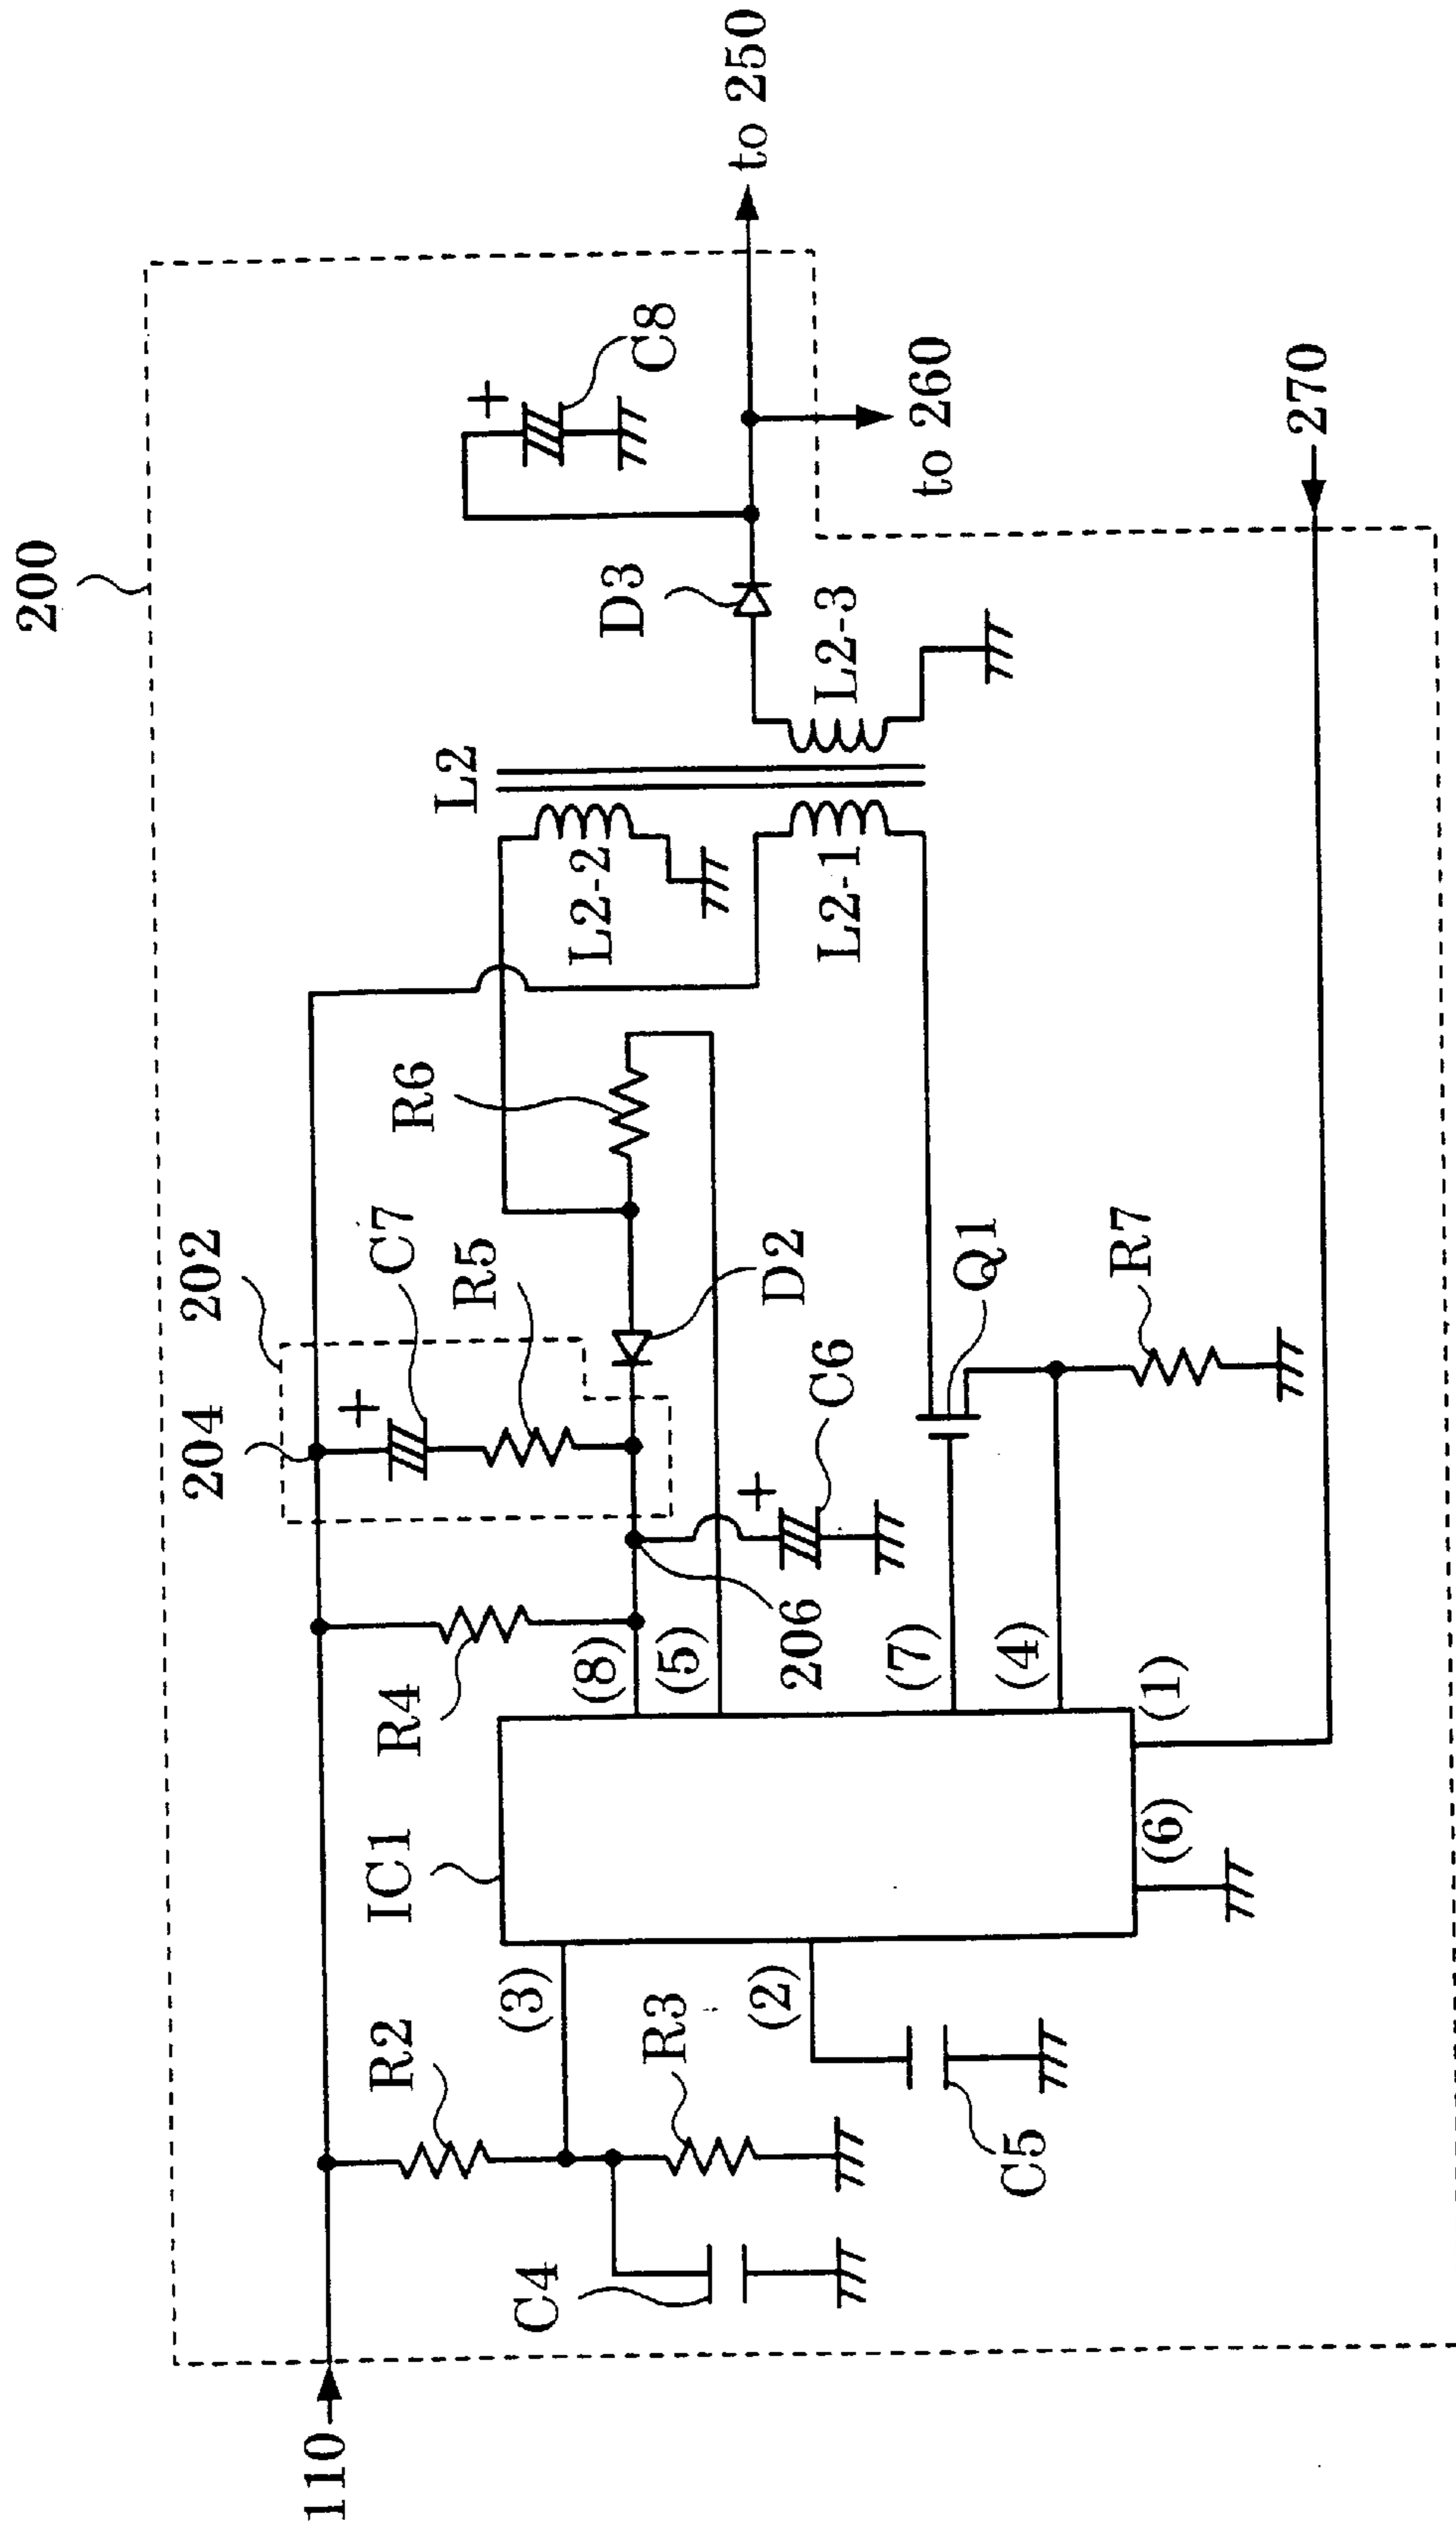 200
202
204
C7
R5
R4
R6
L2
C8
to 250
110
R2
IC1
(8)
(5)
206
D2
C6
L2-2
D3
L2-3
L2-1
to 260
270
C4
R3
(3)
(2)
C5
(7)
(4)
(1)
(6)
Q1
R7
+
+
+